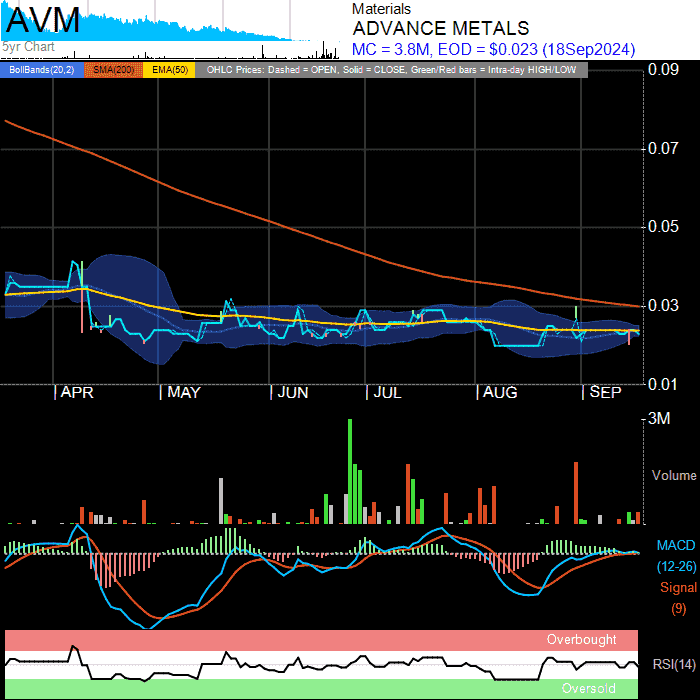 AVM
5yr Chart
Materials
ADVANCE METALS
MC = 3.8M, EOD = $0.023 (18Sep2024)
BollBands(20,2) SMA(200) EMA(50) OHLC Prices: Dashed = OPEN, Solid = CLOSE, Green/Red bars = Intra-day HIGH/LOW
0.09
0.07
0.05
0.03
0.01
APR MAY JUN JUL AUG SEP
3M
Volume
MACD
(12-26)
Signal
(9)
Overbought
RSI(14)
Oversold